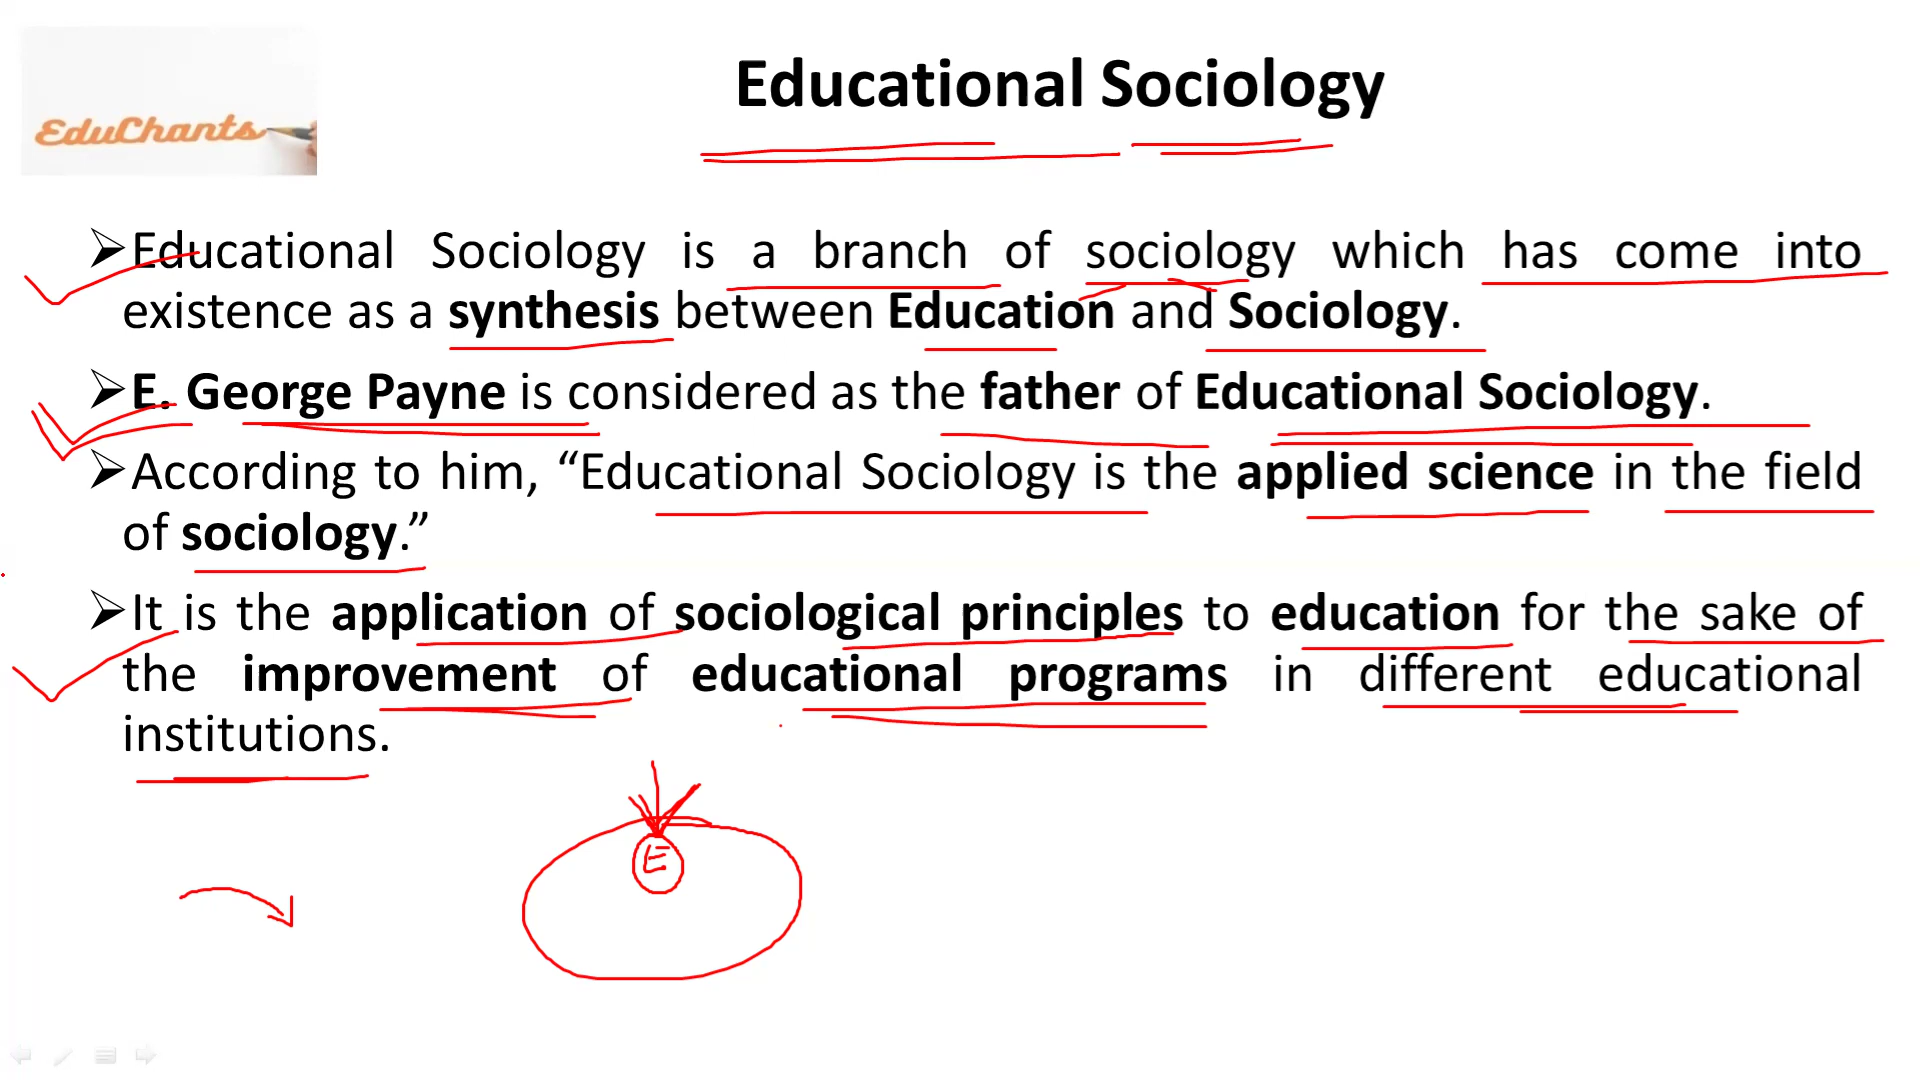 EduChants
Educational Sociology
➢Educational Sociology is a branch of sociology which has come into
existence as a synthesis between Education and Sociology.
➢E. George Payne is considered as the father of Educational Sociology.
➢According to him, “Educational Sociology is the applied science in the field
of sociology.”
➢It is the application of sociological principles to education for the sake of
the improvement of educational programs in different educational
institutions.
E